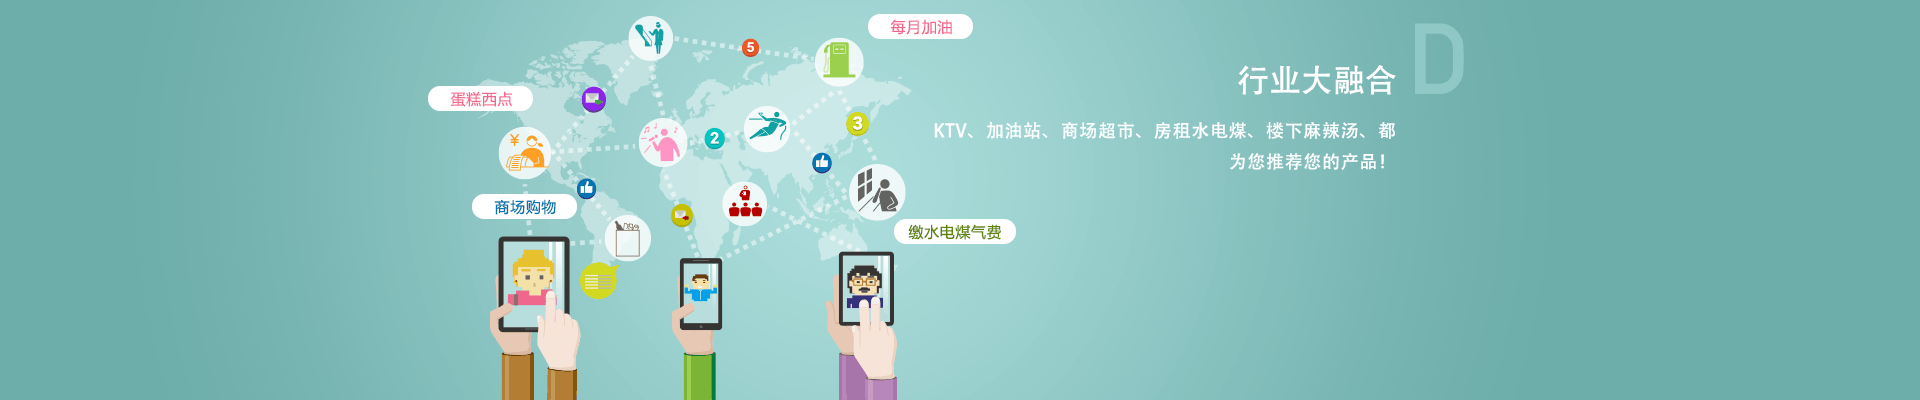 每月加油
5
D
行业大融合
蛋糕西点
¥
2
3
KTV、加油站、商场超市、房租水电煤、楼下麻辣汤、都
为您推荐您的产品！
商场购物
缴水电煤气费